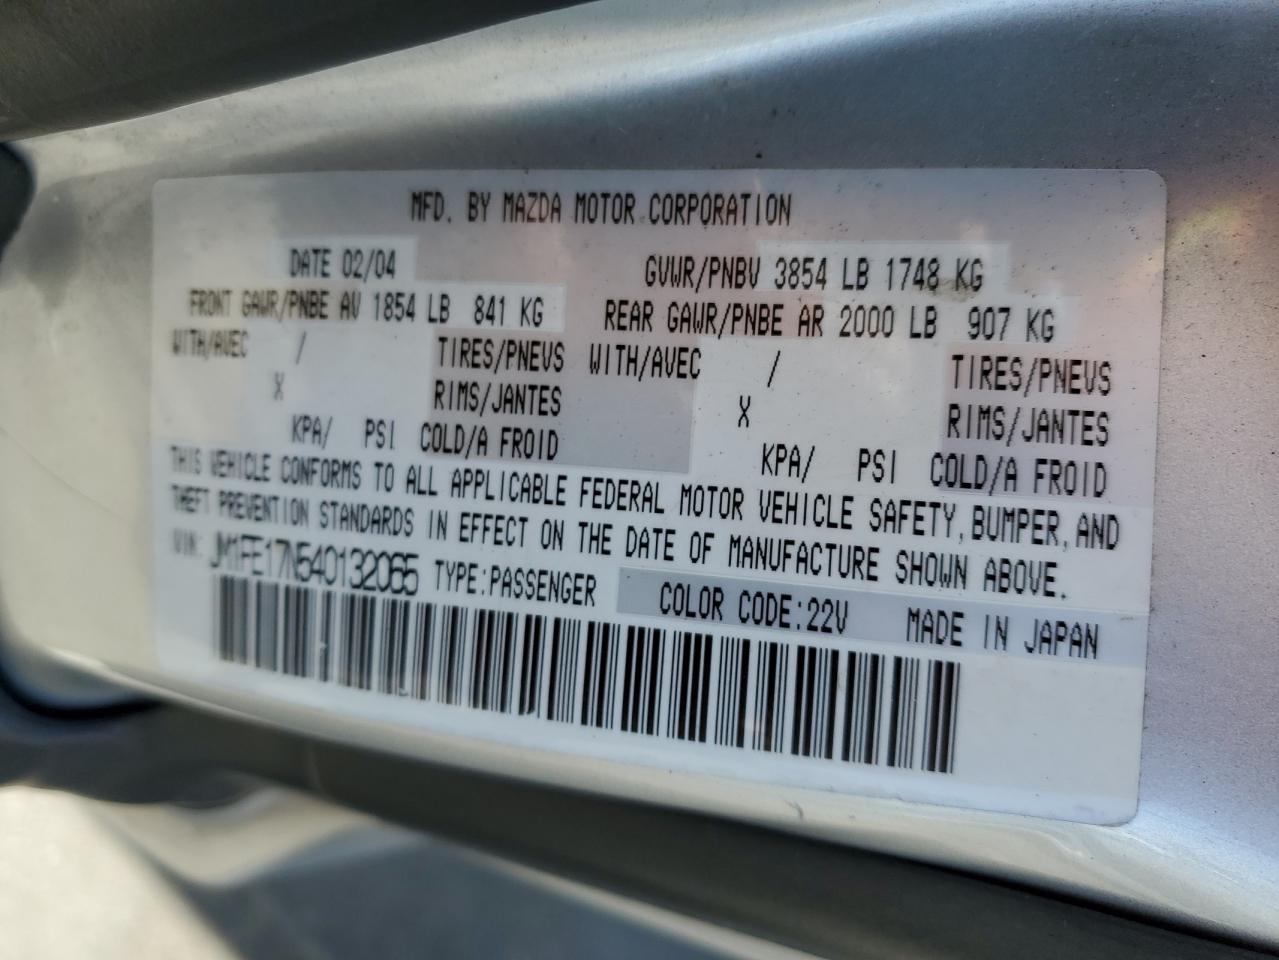 MFD. BY MAZDA MOTOR CORPORATION
DATE 02/04 GVWR/PNBV 3854 LB 1748 KG
FRONT GAWR/PNBE AV 1854 LB 841 KG REAR GAWR/PNBE AR 2000 LB 907 KG
WITH/AVEC / TIRES/PNEUS WITH/AVEC / TIRES/PNEUS
X RIMS/JANTES X RIMS/JANTES
KPA/ PSI COLD/A FROID KPA/ PSI COLD/A FROID
THIS VEHICLE CONFORMS TO ALL APPLICABLE FEDERAL MOTOR VEHICLE SAFETY, BUMPER, AND
THEFT PREVENTION STANDARDS IN EFFECT ON THE DATE OF MANUFACTURE SHOWN ABOVE.
VIN: JM1FE17N540132065 TYPE:PASSENGER COLOR CODE:22V MADE IN JAPAN